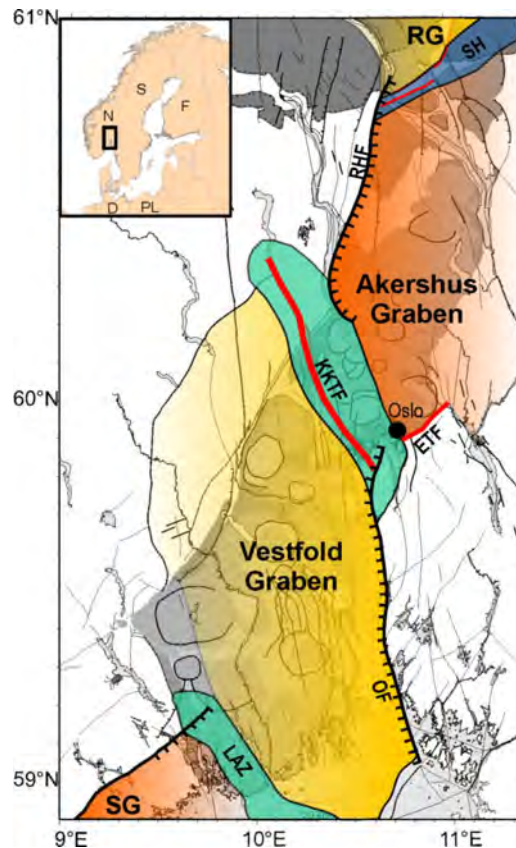 61°N
RG
SH
S
F
N
D
PL
RHF
Akershus
Graben
KKTF
60°N
Oslo
ETF
Vestfold
Graben
OF
LAZ
59°N
SG
9°E
10°E
11°E